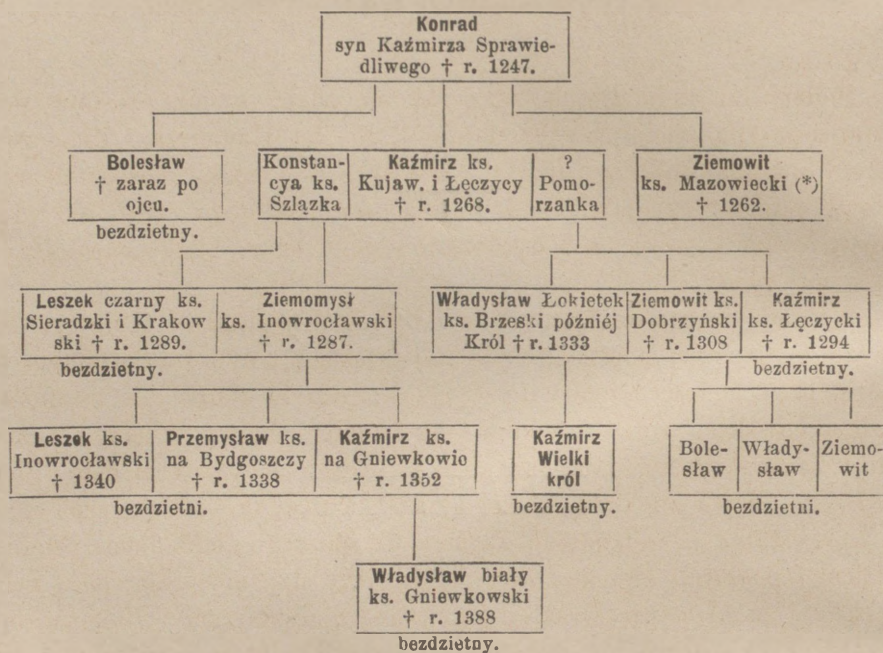 Konrad
syn Kaźmirza Sprawie-
dliwego † r. 1247.
Bolesław
† zaraz po
ojcu.
bezdzietny.
Konstan-
cya ks.
Szlązka
Kaźmirz ks.
Kujaw. i Łęczycy
† r. 1268.
?
Pomo-
rzanka
Ziemowit
ks. Mazowiecki (*)
† 1262.
Leszek czarny ks.
Sieradzki i Krakow
ski † r. 1289.
bezdzietny.
Ziemomysł
ks. Inowrocławski
† r. 1287.
Władysław Łokietek
ks. Brzeski późniéj
Król † r. 1333
Ziemowit ks.
Dobrzyński
† r. 1308
Kaźmirz
ks. Łęczycki
† r. 1294
bezdzietny.
Leszek ks.
Inowrocławski
† 1340
Przemysław ks.
na Bydgoszczy
† r. 1338
bezdzietni.
Kaźmirz ks.
na Gniewkowie
† r. 1352
Kaźmirz
Wielki
król
bezdzietny.
Bole-
sław
Włady-
sław
Ziemo-
wit
bezdzietni.
Władysław biały
ks. Gniewkowski
† r. 1388
bezdzietny.